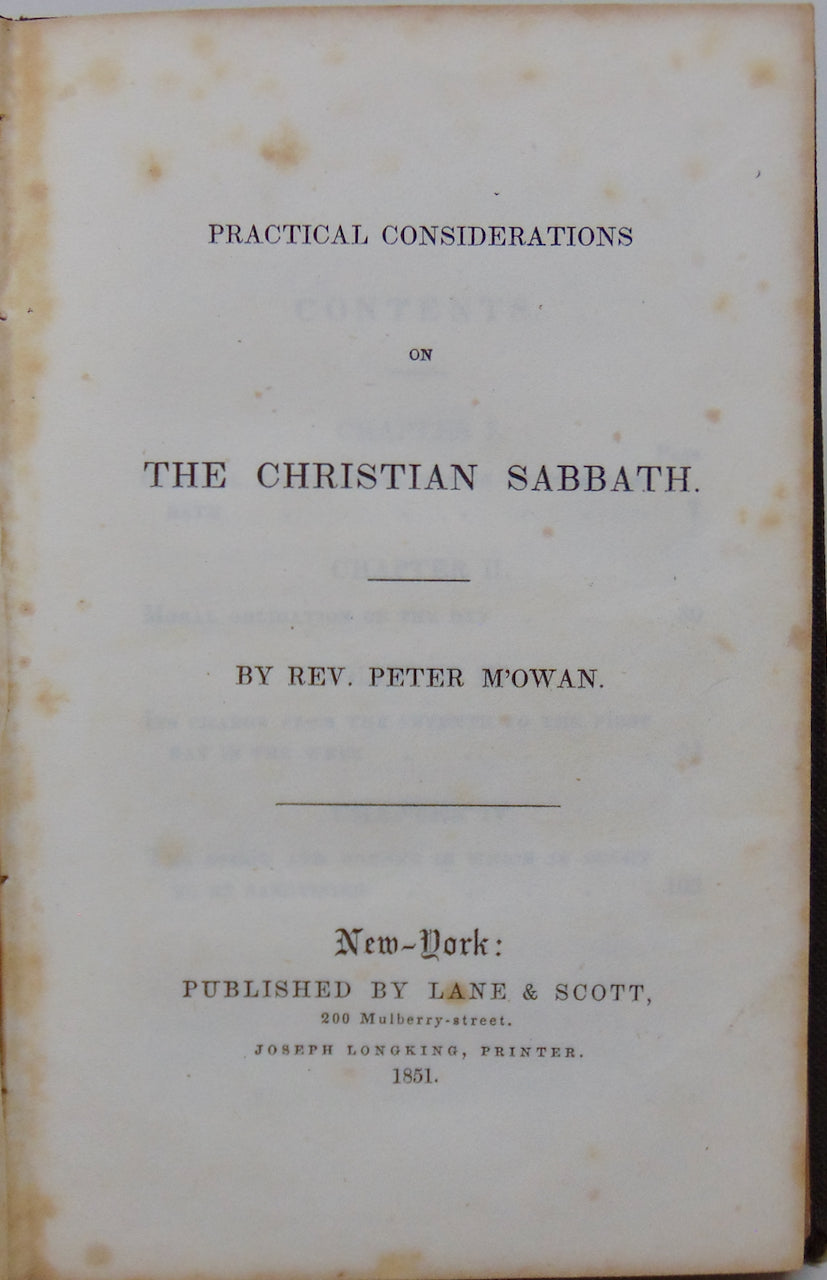 PRACTICAL CONSIDERATIONS
ON
THE CHRISTIAN SABBATH.
BY REV. PETER M'OWAN.
New-York:
PUBLISHED BY LANE & SCOTT,
200 Mulberry-street.
JOSEPH LONGKING, PRINTER.
1851.